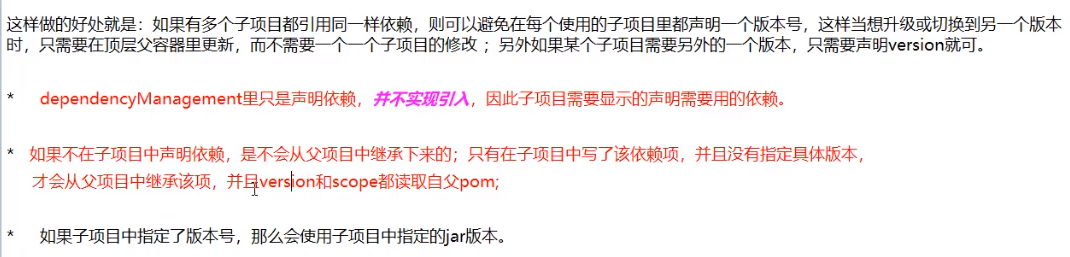 这样做的好处就是：如果有多个子项目都引用同一样依赖，则可以避免在每个使用的子项目里都声明一个版本号，这样当想升级或切换到另一个版本
时，只需要在顶层父容器里更新，而不需要一个一个子项目的修改 ；另外如果某个子项目需要另外的一个版本，只需要声明version就可。
* dependencyManagement里只是声明依赖，并不实现引入，因此子项目需要显示的声明需要用的依赖。
* 如果不在子项目中声明依赖，是不会从父项目中继承下来的；只有在子项目中写了该依赖项，并且没有指定具体版本，
才会从父项目中继承该项，并且version和scope都读取自父pom;
* 如果子项目中指定了版本号，那么会使用子项目中指定的jar版本。